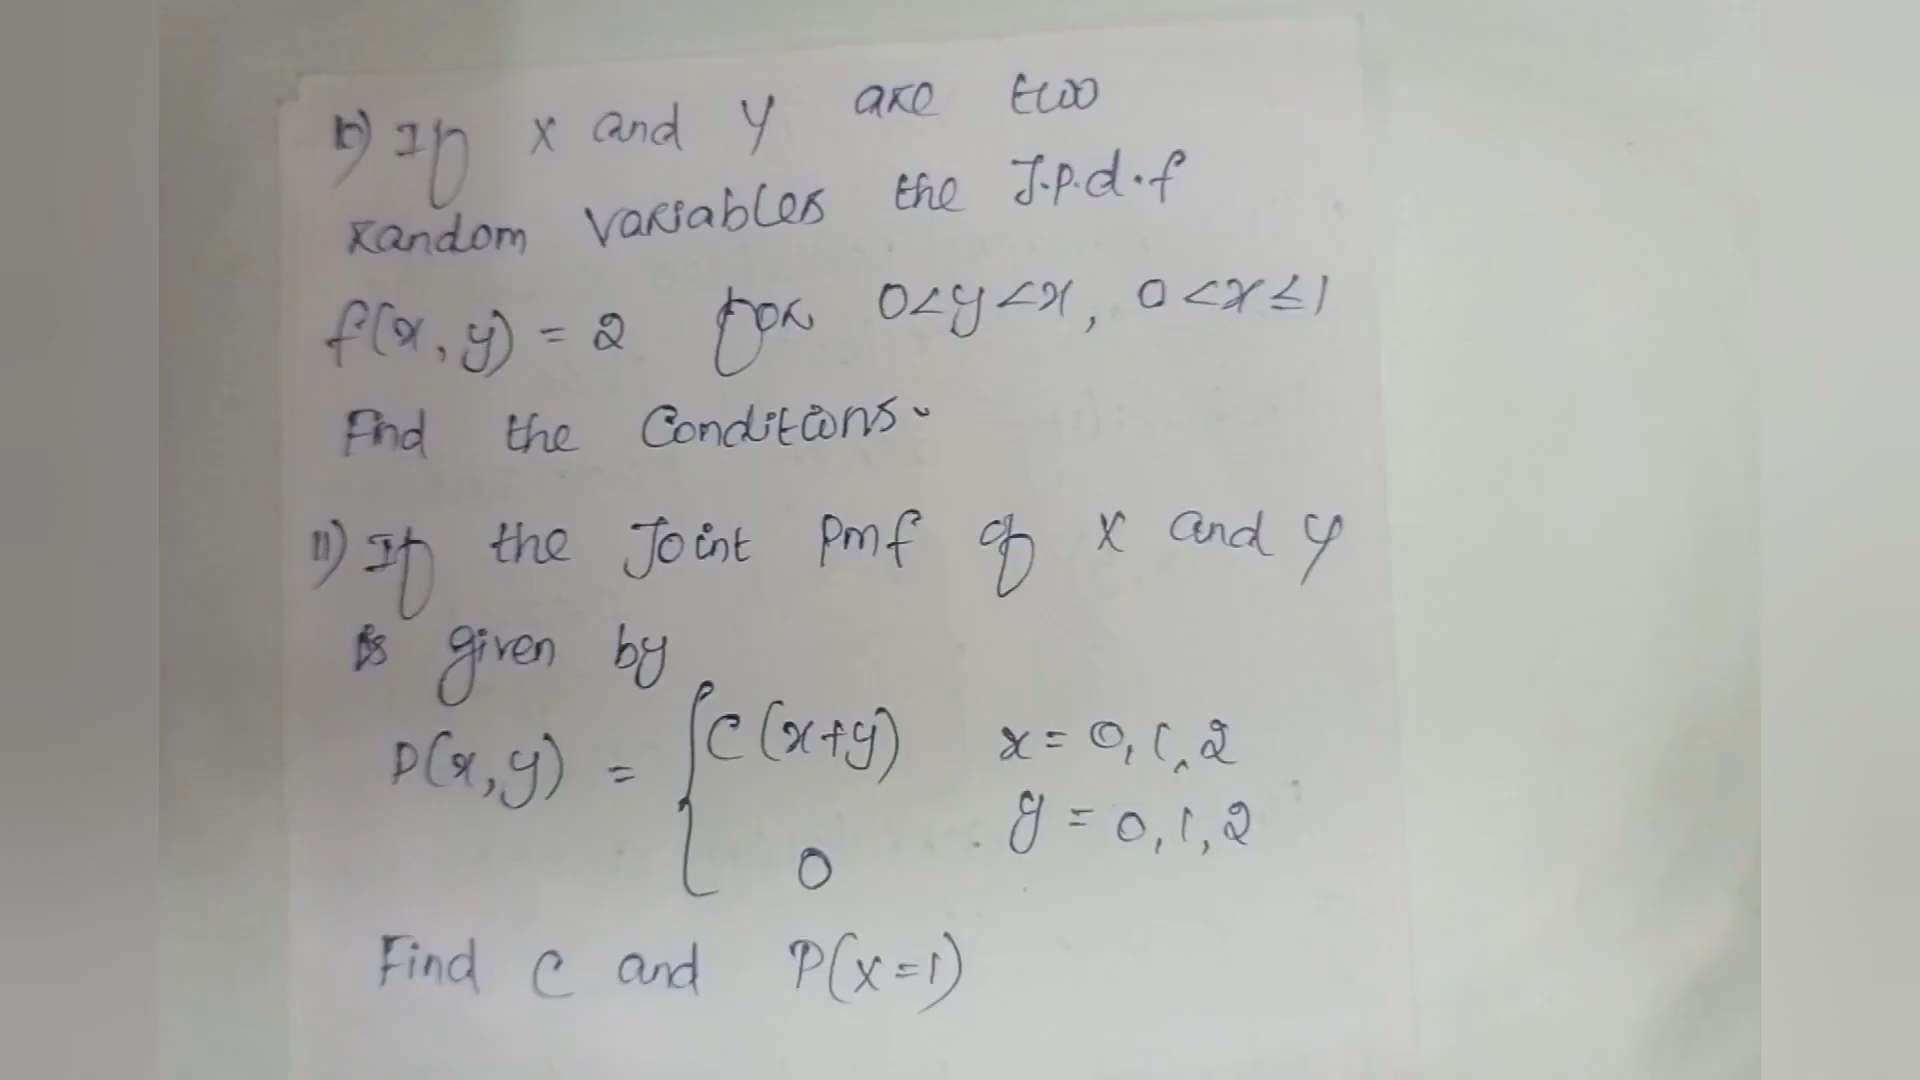 10) If X and Y are two
random variables the J.p.d.f
f(x, y) = 2 for 0<y<x, 0<x≤1
Find the Conditions.
11) If the Joint Pmf of X and Y
is given by
P(x,y) = { C(x+y) x = 0,1,2
y = 0,1,2
0
Find C and P(X=1)